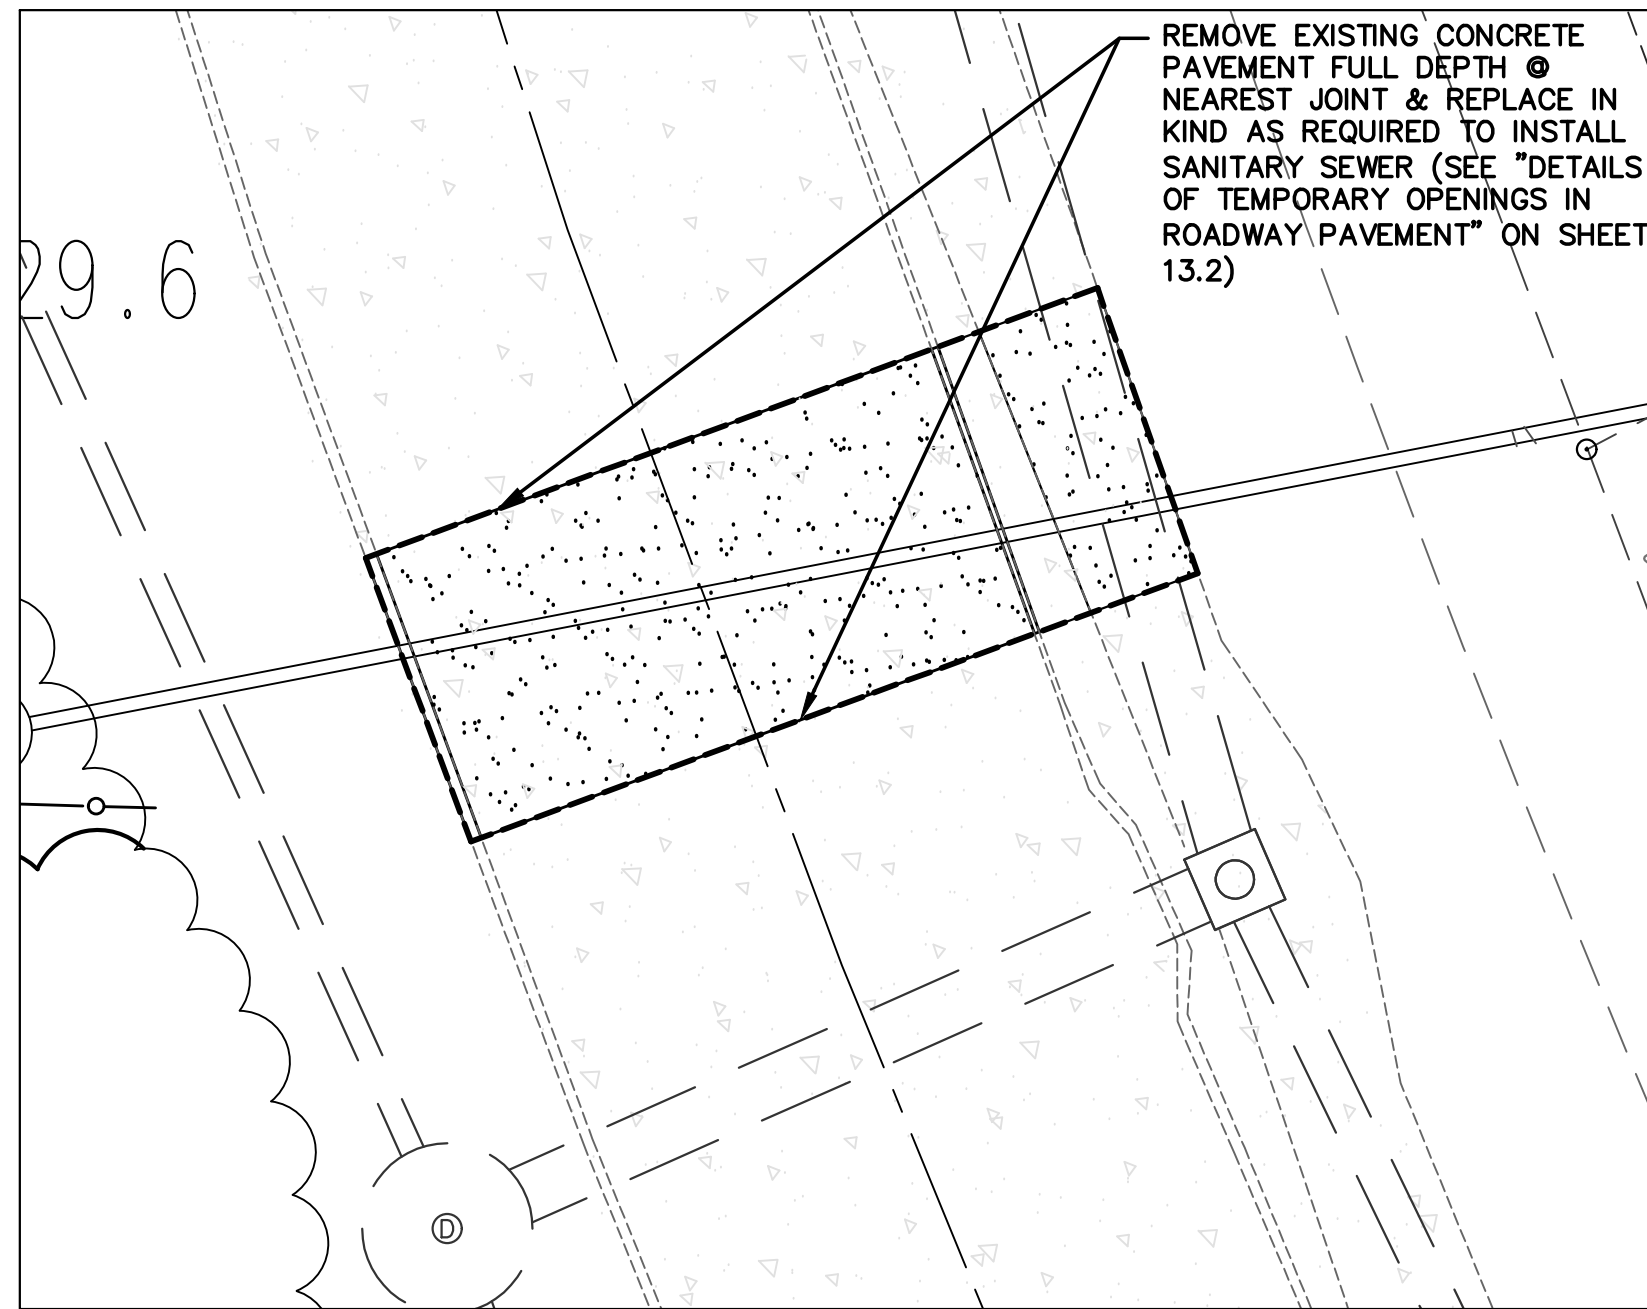 REMOVE EXISTING CONCRETE
PAVEMENT FULL DEPTH @
NEAREST JOINT & REPLACE IN
KIND AS REQUIRED TO INSTALL
SANITARY SEWER (SEE "DETAILS
OF TEMPORARY OPENINGS IN
ROADWAY PAVEMENT" ON SHEET
13.2)
29.6
D